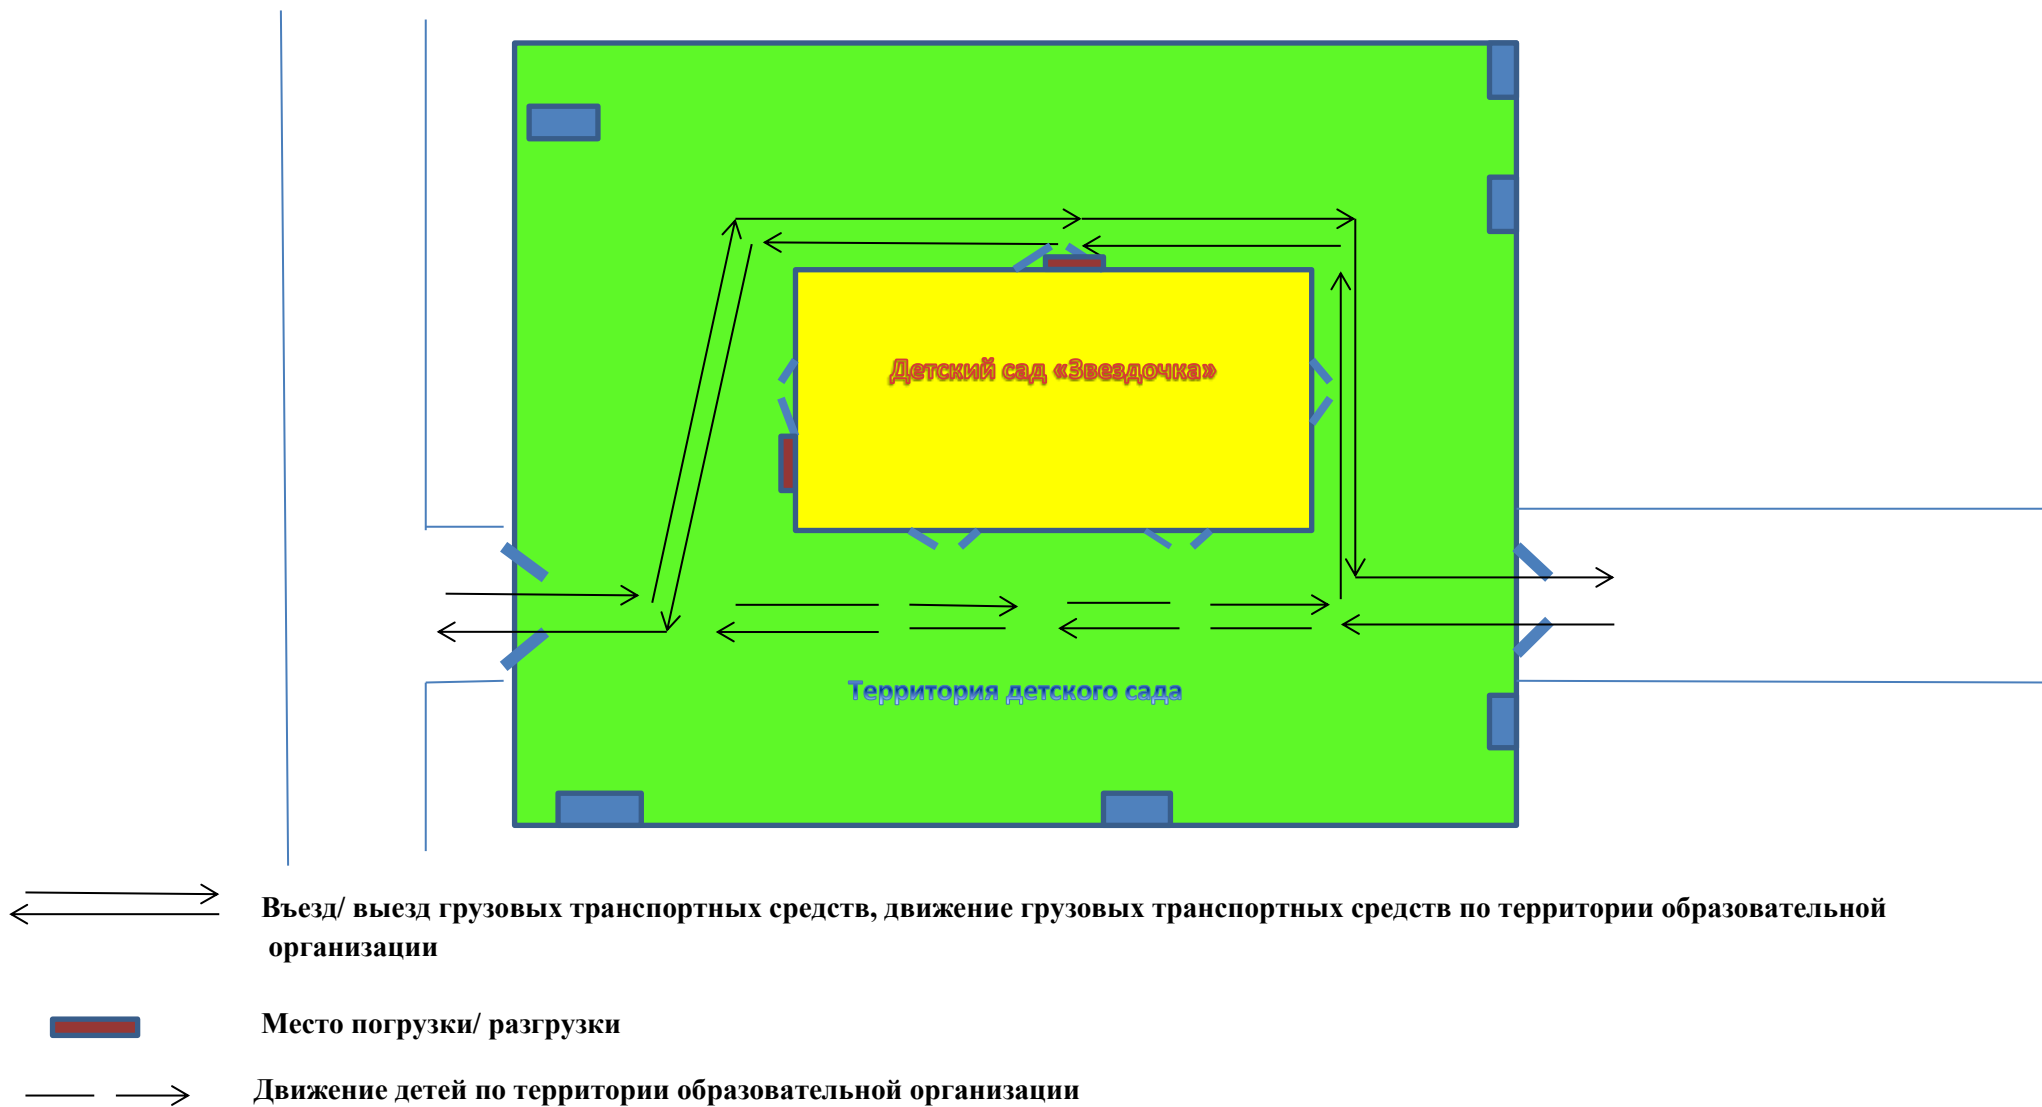 Детский сад «Звездочка»
Территория детского сада
Въезд/ выезд грузовых транспортных средств, движение грузовых транспортных средств по территории образовательной
организации
Место погрузки/ разгрузки
Движение детей по территории образовательной организации